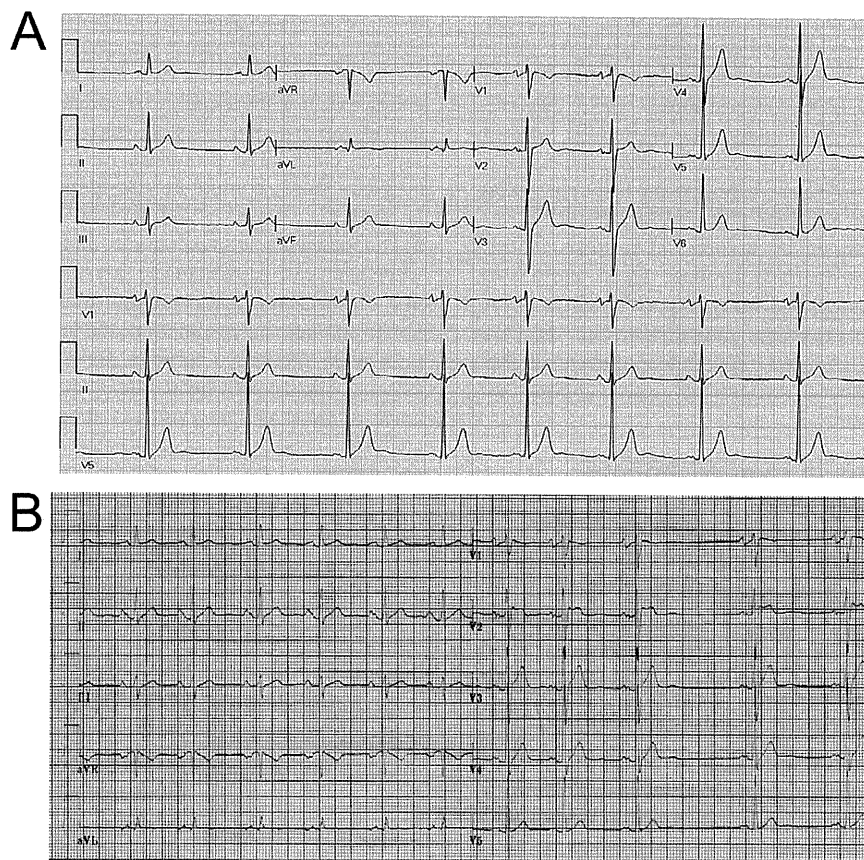 A
I aVR V1 V4
II aVL V2 V5
III aVF V3 V6
V1
II
V5
B
I V1
II V2
III V3
aVR V4
aVL V5